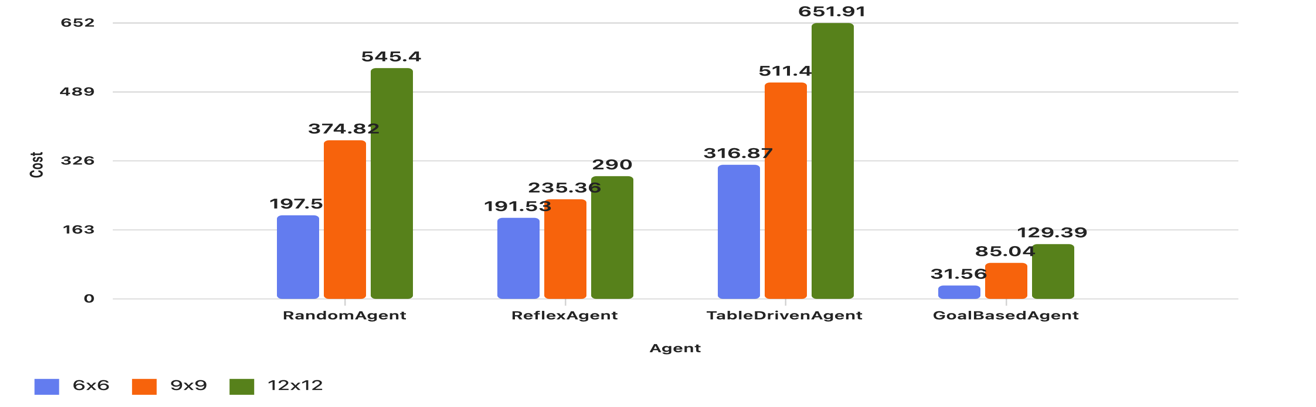 652
489
326
163
0
Cost
197.5
374.82
545.4
191.53
235.36
290
316.87
511.4
651.91
31.56
85.04
129.39
RandomAgent
ReflexAgent
TableDrivenAgent
GoalBasedAgent
Agent
6x6
9x9
12x12